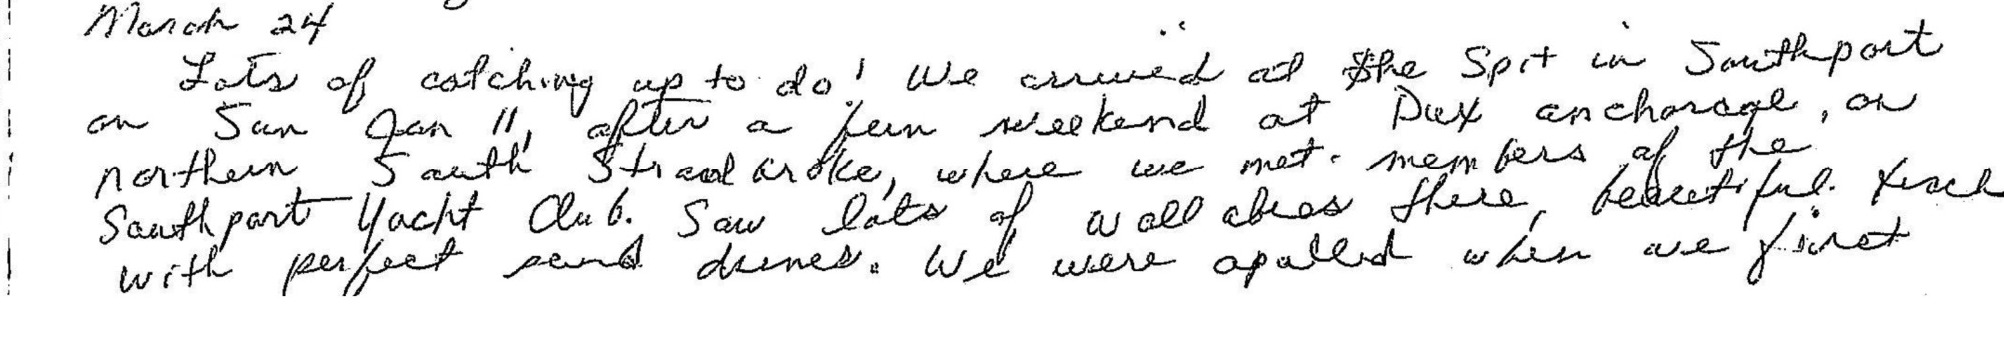 March 24
Lots of catching up to do! We arrived at the Spit in Southport
on Sun Jan 11, after a fun weekend at Dux anchorage, on
northern South Stradbroke, where we met members of the
Southport Yacht Club. Saw lots of wallabies there, beautiful beach
with perfect sand dunes. We were apalled when we first